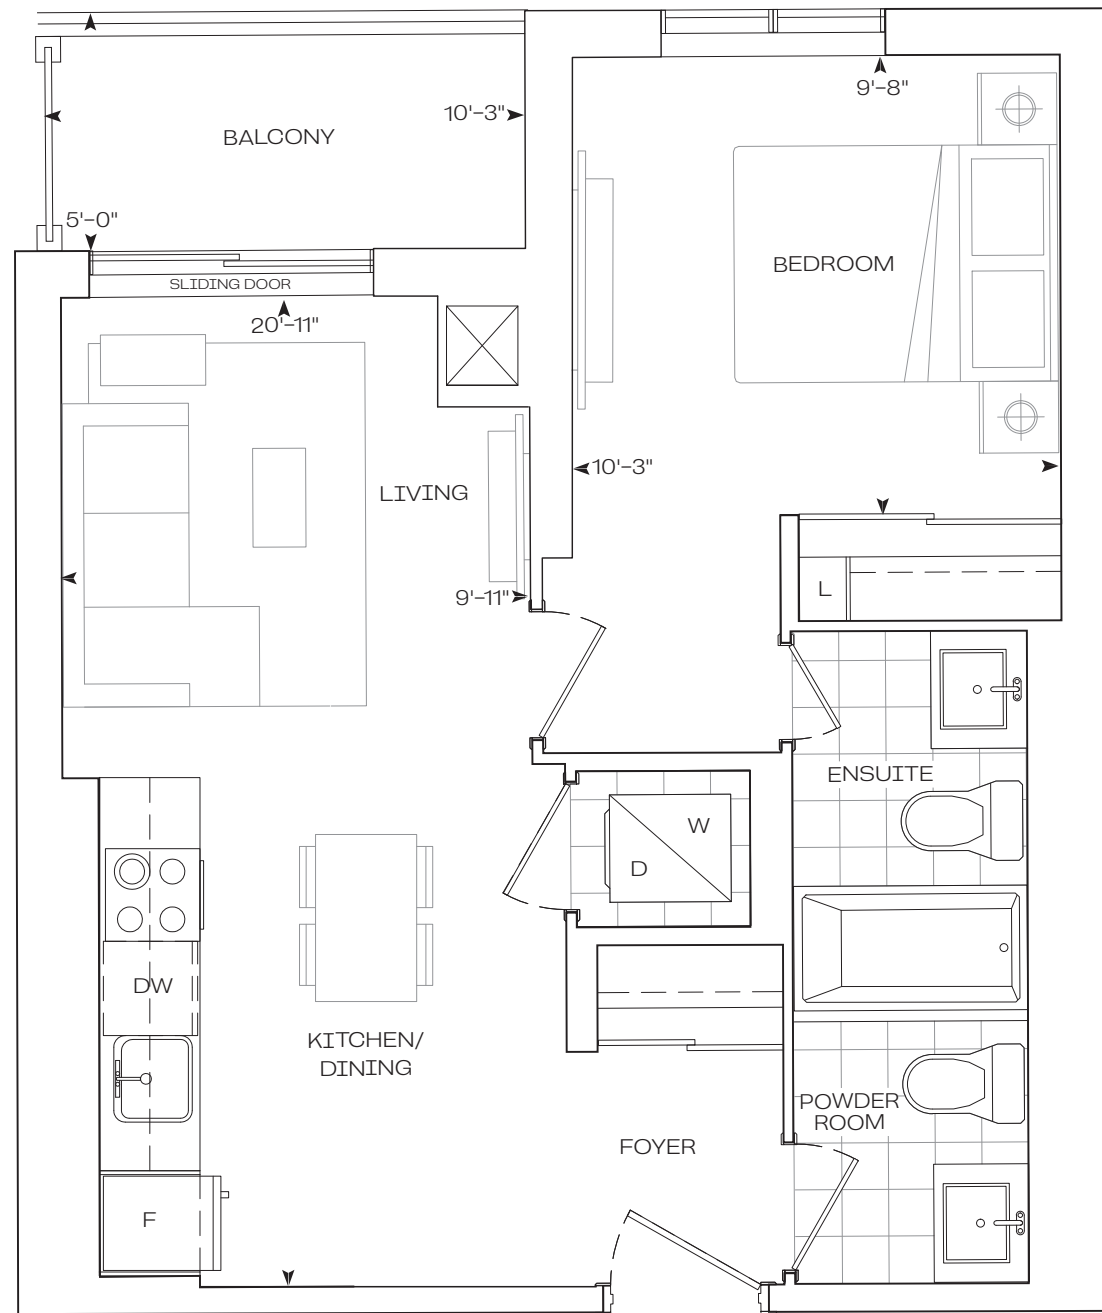 9'-8"
10'-3"
BALCONY
5'-0"
BEDROOM
SLIDING DOOR
20'-11"
10'-3"
LIVING
9'-11"
L
ENSUITE
W
D
DW
KITCHEN/
DINING
POWDER
ROOM
FOYER
F